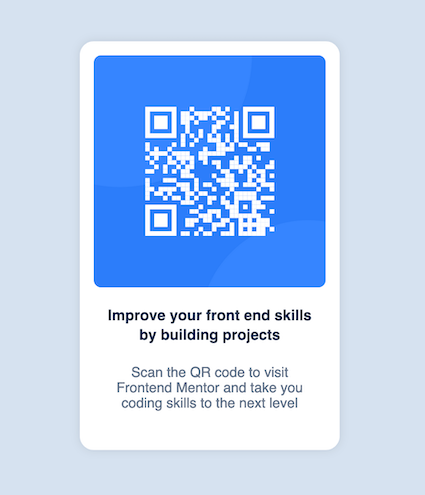 Improve your front end skills
by building projects
Scan the QR code to visit
Frontend Mentor and take you
coding skills to the next level